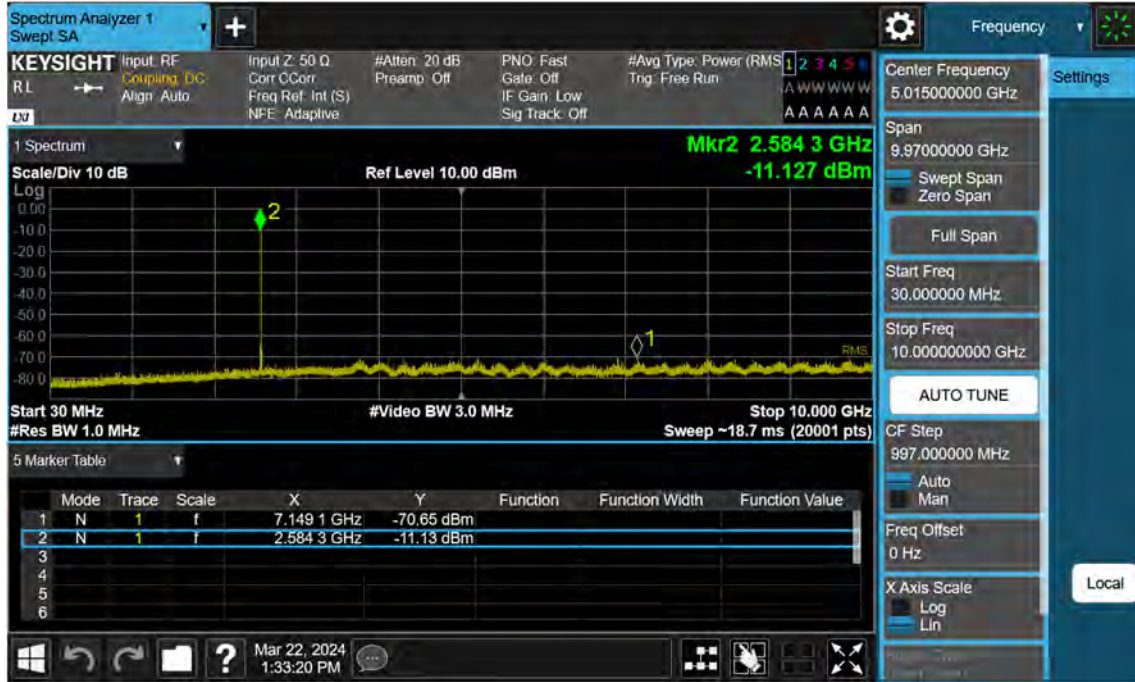 Spectrum Analyzer 1
Swept SA
+
Frequency
KEYSIGHT
RL
LXI
Input: RF
Coupling: DC
Align: Auto
Input Z: 50 Ω
Corr CCorr
Freq Ref: Int (S)
NFE: Adaptive
#Atten: 20 dB
Preamp: Off
PNO: Fast
Gate: Off
IF Gain: Low
Sig Track: Off
#Avg Type: Power (RMS
Trig: Free Run
1 2 3 4 5 6
A W W W W W
A A A A A A
1 Spectrum
Scale/Div 10 dB
Ref Level 10.00 dBm
Mkr2 2.584 3 GHz
-11.127 dBm
Log
0.00
-10.0
-20.0
-30.0
-40.0
-50.0
-60.0
-70.0
-80.0
2
1
RMS
Start 30 MHz
#Video BW 3.0 MHz
Stop 10.000 GHz
#Res BW 1.0 MHz
Sweep ~18.7 ms (20001 pts)
5 Marker Table
Mode Trace Scale X Y Function Function Width Function Value
1 N 1 f 7.149 1 GHz -70.65 dBm
2 N 1 f 2.584 3 GHz -11.13 dBm
3
4
5
6
Mar 22, 2024
1:33:20 PM
?
Center Frequency
5.015000000 GHz
Span
9.97000000 GHz
Swept Span
Zero Span
Full Span
Start Freq
30.000000 MHz
Stop Freq
10.000000000 GHz
AUTO TUNE
CF Step
997.000000 MHz
Auto
Man
Freq Offset
0 Hz
X Axis Scale
Log
Lin
Settings
Local